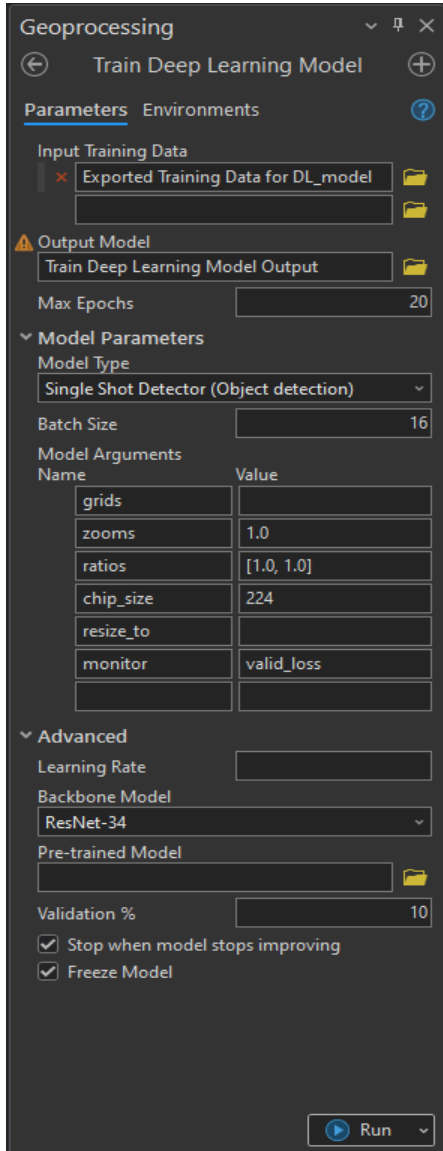 Geoprocessing
Train Deep Learning Model
Parameters Environments
Input Training Data
Exported Training Data for DL_model
Output Model
Train Deep Learning Model Output
Max Epochs 20
Model Parameters
Model Type
Single Shot Detector (Object detection)
Batch Size 16
Model Arguments
Name Value
grids
zooms 1.0
ratios [1.0, 1.0]
chip_size 224
resize_to
monitor valid_loss
Advanced
Learning Rate
Backbone Model
ResNet-34
Pre-trained Model
Validation % 10
Stop when model stops improving
Freeze Model
Run